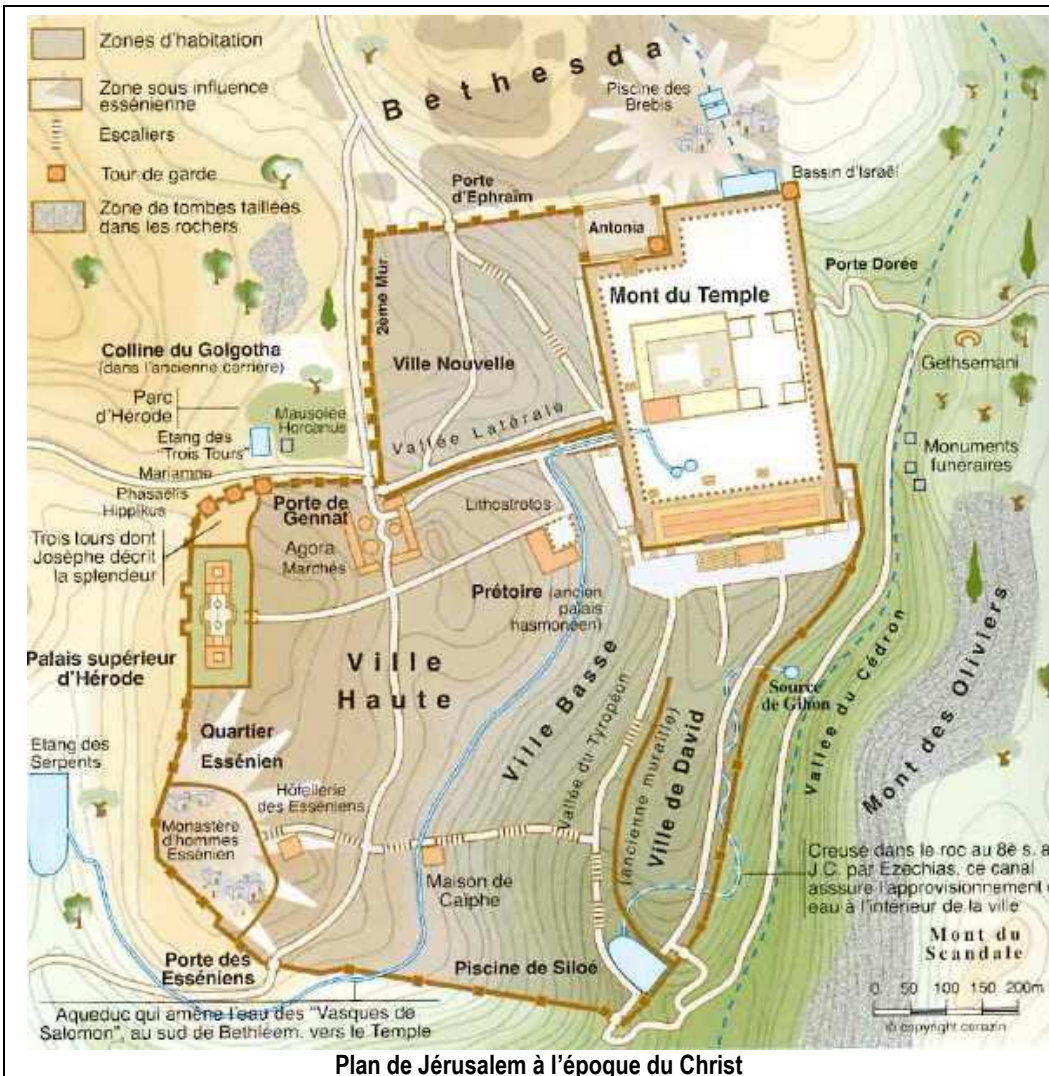 Zones d'habitation
Zone sous influence
essénienne
Escaliers
Tour de garde
Zone de tombes taillées
dans les rochers
Bethesda
Piscine des
Brebis
Bassin d'Israël
Porte
d'Ephraïm
Antonia
Porte Dorée
2ème Mur
Mont du Temple
Ville Nouvelle
Colline du Golgotha
(dans l'ancienne carrière)
Gethsemani
Parc
d'Hérode
Mausolée
Horcanus
Vallée Latérale
Etang des
"Trois Tours"
Monuments
funeraires
Mariamne
Phasaelis
Hippikus
Porte de
Gennat
Lithostrotos
Trois tours dont
Josèphe décrit
la splendeur
Agora
Marchés
Prétoire (ancien
palais
hasmonéen)
Palais supérieur
d'Hérode
Ville
Haute
Ville Basse
Vallée du Tyropéon
(ancienne muraille)
Ville de David
Source
de Gihon
Vallée du Cédron
Mont des Oliviers
Quartier
Essénien
Etang des
Serpents
Hôtellerie
des Esséniens
Monastère
d'hommes
Essénien
Maison de
Caïphe
Creusé dans le roc au 8è s. a
J.C. par Ezechias, ce canal
asssure l'approvisionnement
eau à l'intérieur de la ville
Mont du
Scandale
Porte des
Esséniens
Piscine de Siloé
0 50 100 150 200m
© copyright corazin
Aqueduc qui amène l'eau des "Vasques de
Salomon", au sud de Bethléem, vers le Temple
Plan de Jérusalem à l'époque du Christ